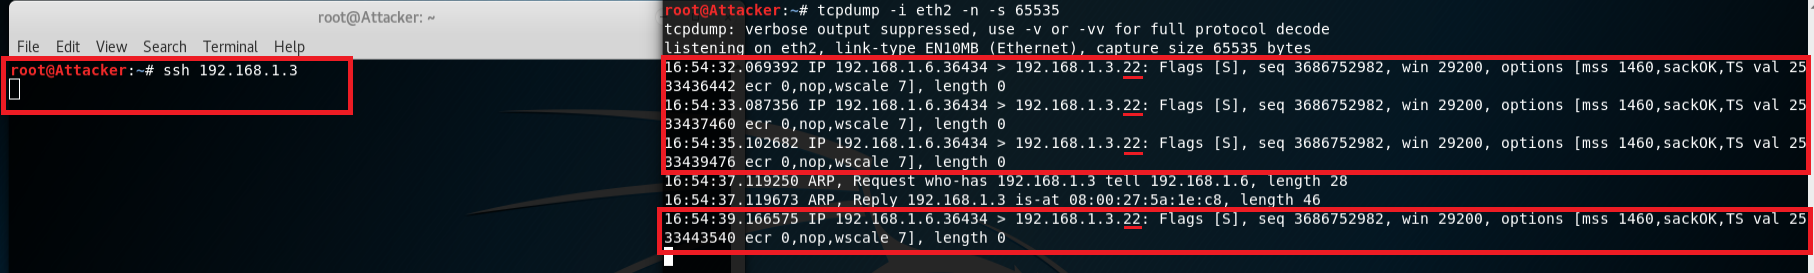 root@Attacker: ~
File Edit View Search Terminal Help
root@Attacker:~# ssh 192.168.1.3
root@Attacker:~# tcpdump -i eth2 -n -s 65535
tcpdump: verbose output suppressed, use -v or -vv for full protocol decode
listening on eth2, link-type EN10MB (Ethernet), capture size 65535 bytes
16:54:32.069392 IP 192.168.1.6.36434 > 192.168.1.3.22: Flags [S], seq 3686752982, win 29200, options [mss 1460,sackOK,TS val 25
33436442 ecr 0,nop,wscale 7], length 0
16:54:33.087356 IP 192.168.1.6.36434 > 192.168.1.3.22: Flags [S], seq 3686752982, win 29200, options [mss 1460,sackOK,TS val 25
33437460 ecr 0,nop,wscale 7], length 0
16:54:35.102682 IP 192.168.1.6.36434 > 192.168.1.3.22: Flags [S], seq 3686752982, win 29200, options [mss 1460,sackOK,TS val 25
33439476 ecr 0,nop,wscale 7], length 0
16:54:37.119250 ARP, Request who-has 192.168.1.3 tell 192.168.1.6, length 28
16:54:37.119673 ARP, Reply 192.168.1.3 is-at 08:00:27:5a:1e:c8, length 46
16:54:39.166575 IP 192.168.1.6.36434 > 192.168.1.3.22: Flags [S], seq 3686752982, win 29200, options [mss 1460,sackOK,TS val 25
33443540 ecr 0,nop,wscale 7], length 0